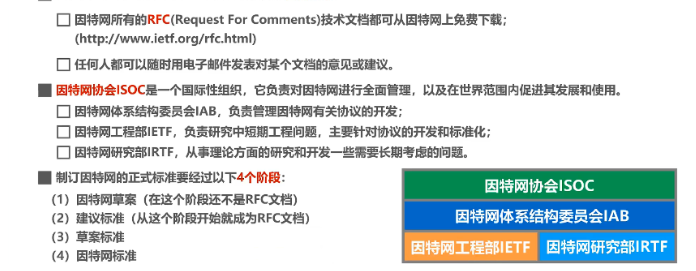 因特网所有的RFC(Request For Comments)技术文档都可从因特网上免费下载；
(http://www.ietf.org/rfc.html)
任何人都可以随时用电子邮件发表对某个文档的意见或建议。
因特网协会ISOC是一个国际性组织，它负责对因特网进行全面管理，以及在世界范围内促进其发展和使用。
因特网体系结构委员会IAB，负责管理因特网有关协议的开发；
因特网工程部IETF，负责研究中短期工程问题，主要针对协议的开发和标准化；
因特网研究部IRTF，从事理论方面的研究和开发一些需要长期考虑的问题。
制订因特网的正式标准要经过以下4个阶段：
（1）因特网草案（在这个阶段还不是RFC文档）
（2）建议标准（从这个阶段开始就成为RFC文档）
（3）草案标准
（4）因特网标准
因特网协会ISOC
因特网体系结构委员会IAB
因特网工程部IETF 因特网研究部IRTF